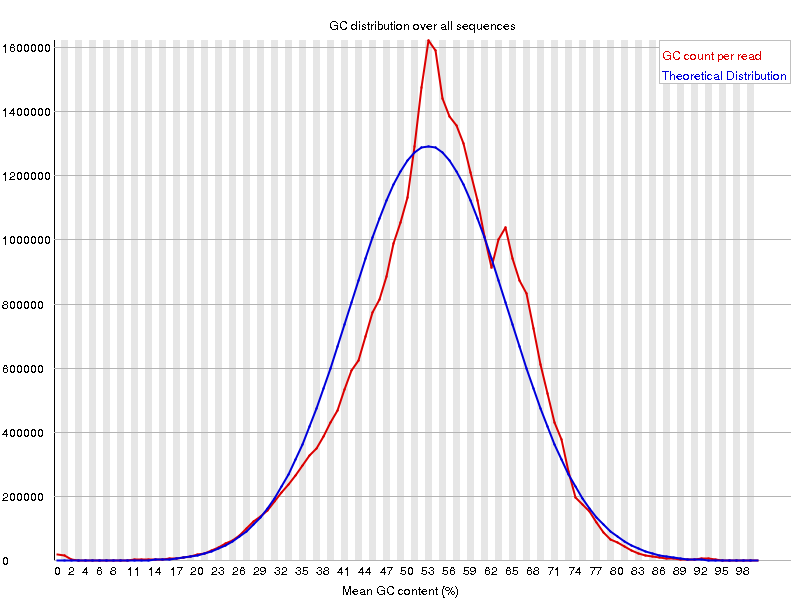 GC distribution over all sequences
GC count per read
Theoretical Distribution
1600000
1400000
1200000
1000000
800000
600000
400000
200000
0
0 2 4 6 8 11 14 17 20 23 26 29 32 35 38 41 44 47 50 53 56 59 62 65 68 71 74 77 80 83 86 89 92 95 98
Mean GC content (%)